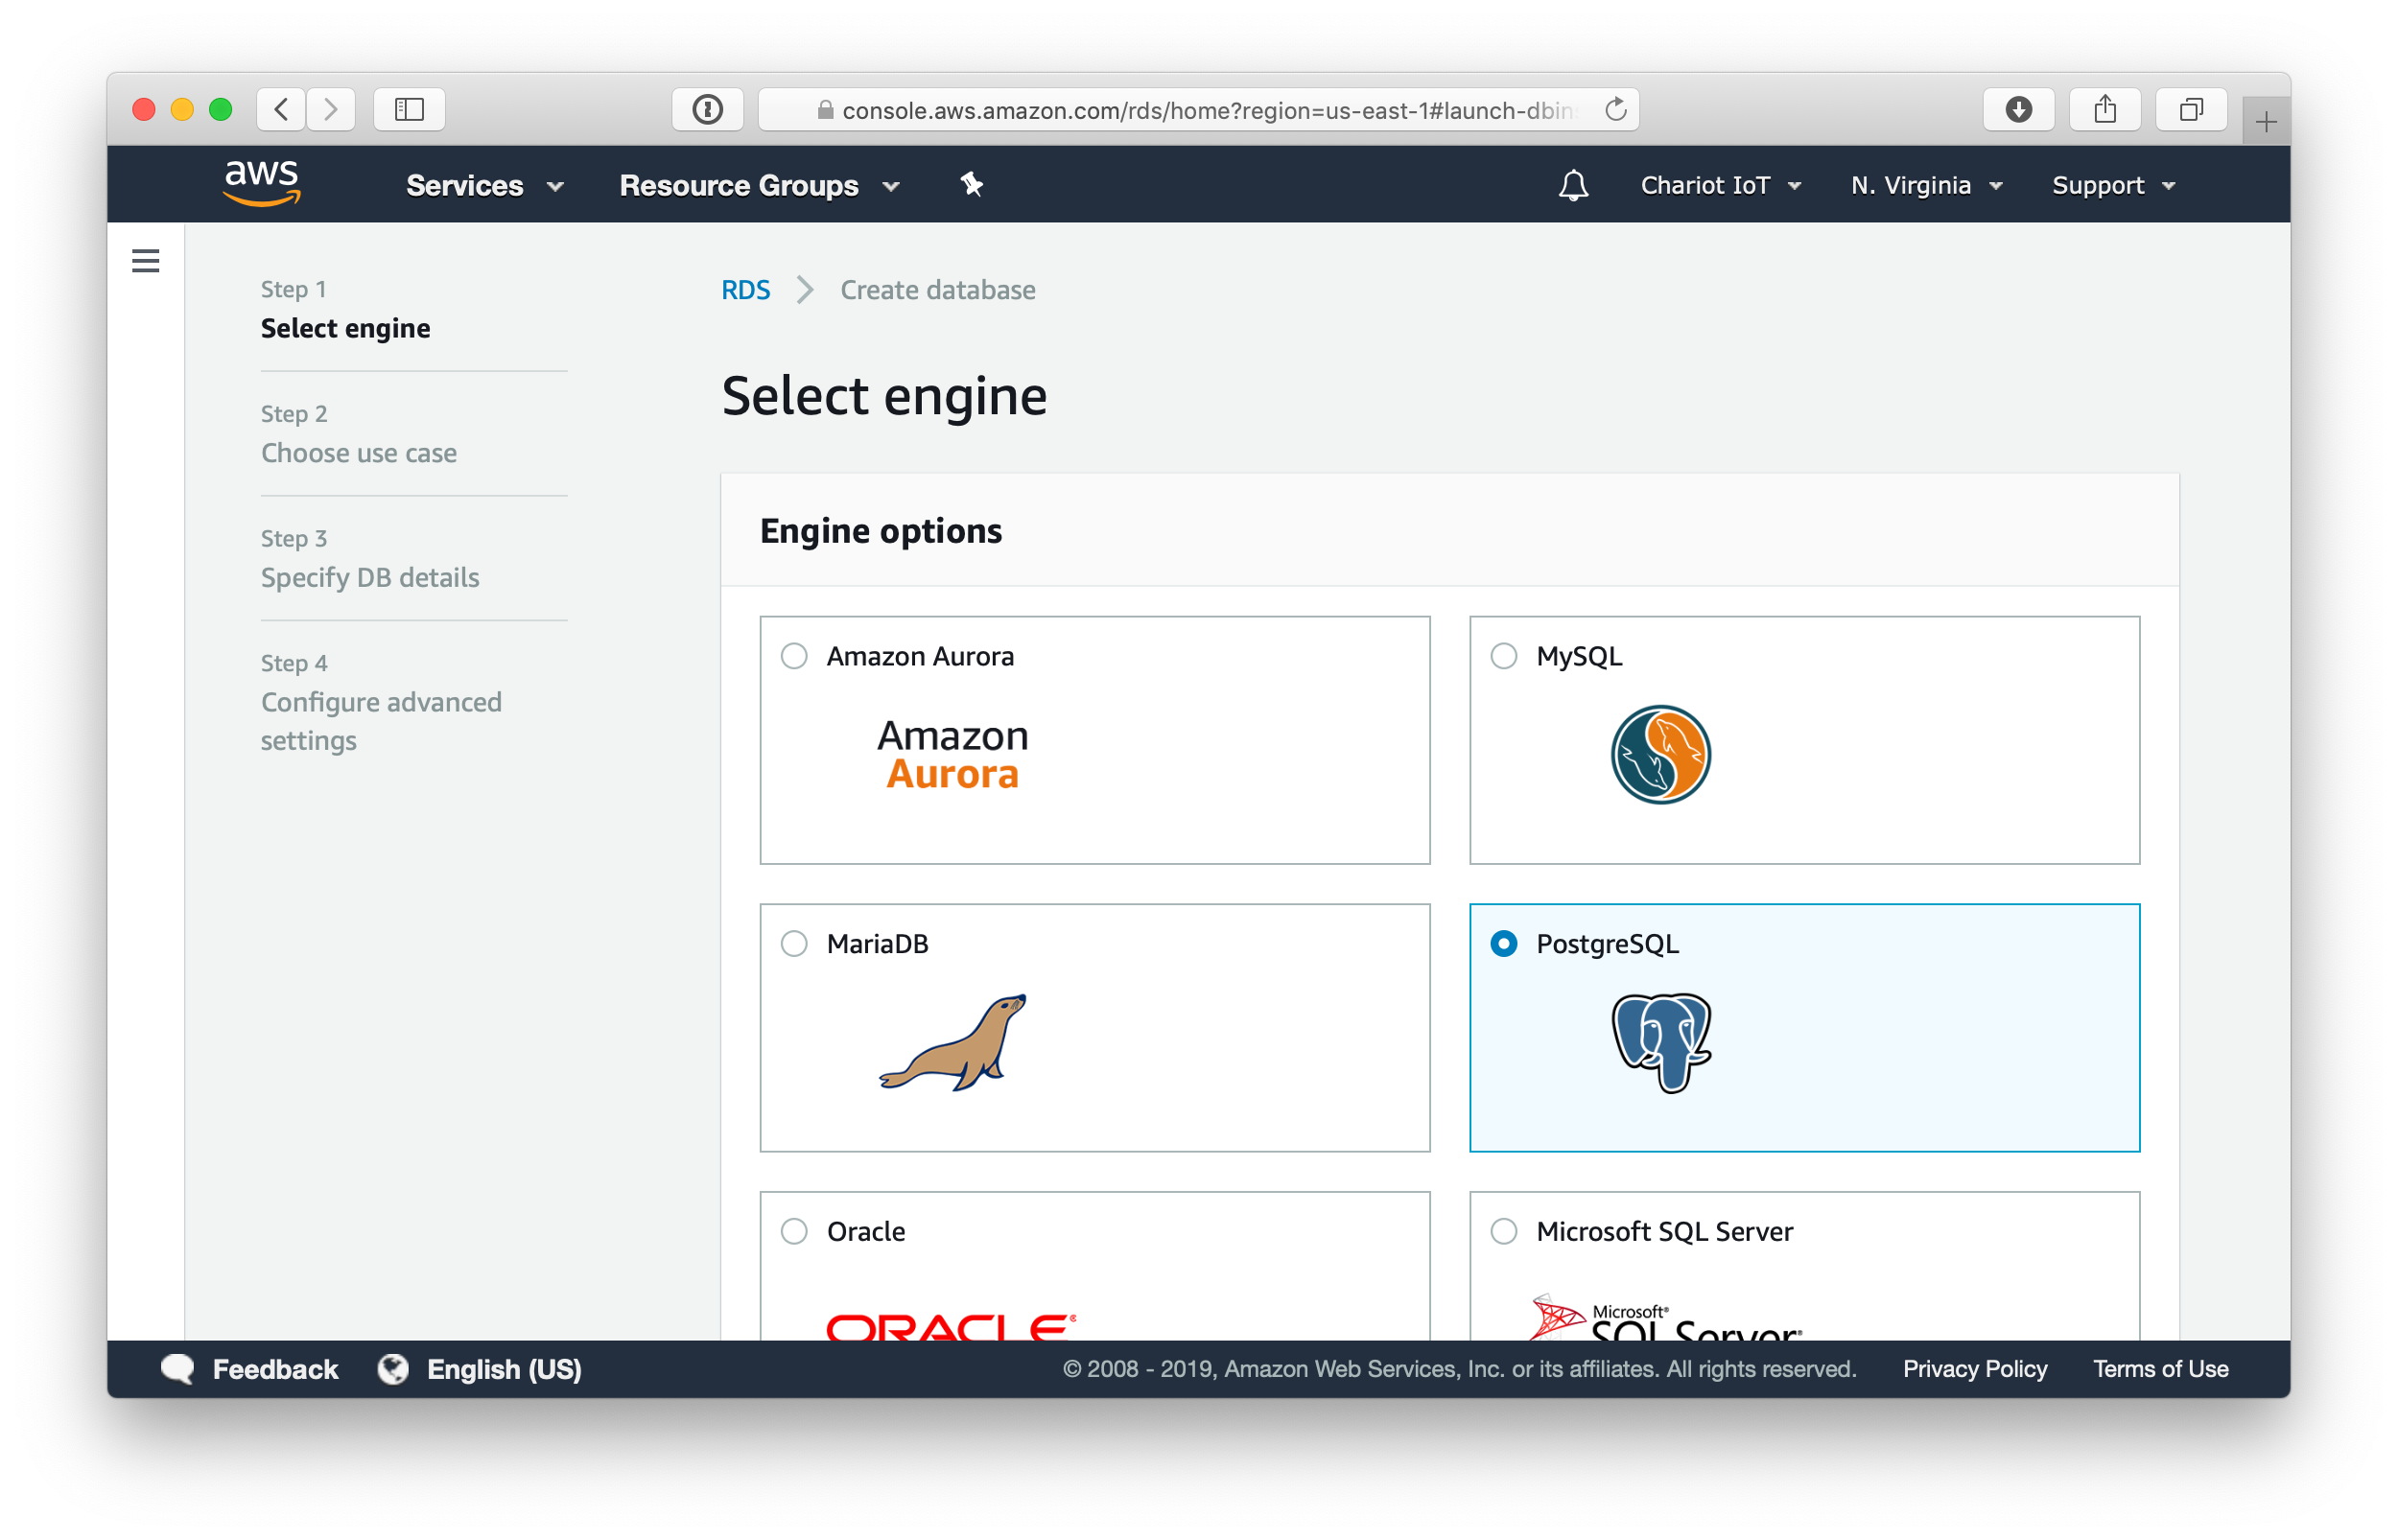 console.aws.amazon.com/rds/home?region=us-east-1#launch-dbin
aws
Services
Resource Groups
Chariot IoT
N. Virginia
Support
Step 1
Select engine
Step 2
Choose use case
Step 3
Specify DB details
Step 4
Configure advanced
settings
RDS
Create database
Select engine
Engine options
Amazon Aurora
Amazon
Aurora
MySQL
MariaDB
PostgreSQL
Oracle
ORACLE®
Microsoft SQL Server
Microsoft®
SQL Server®
Feedback
English (US)
© 2008 - 2019, Amazon Web Services, Inc. or its affiliates. All rights reserved.
Privacy Policy
Terms of Use